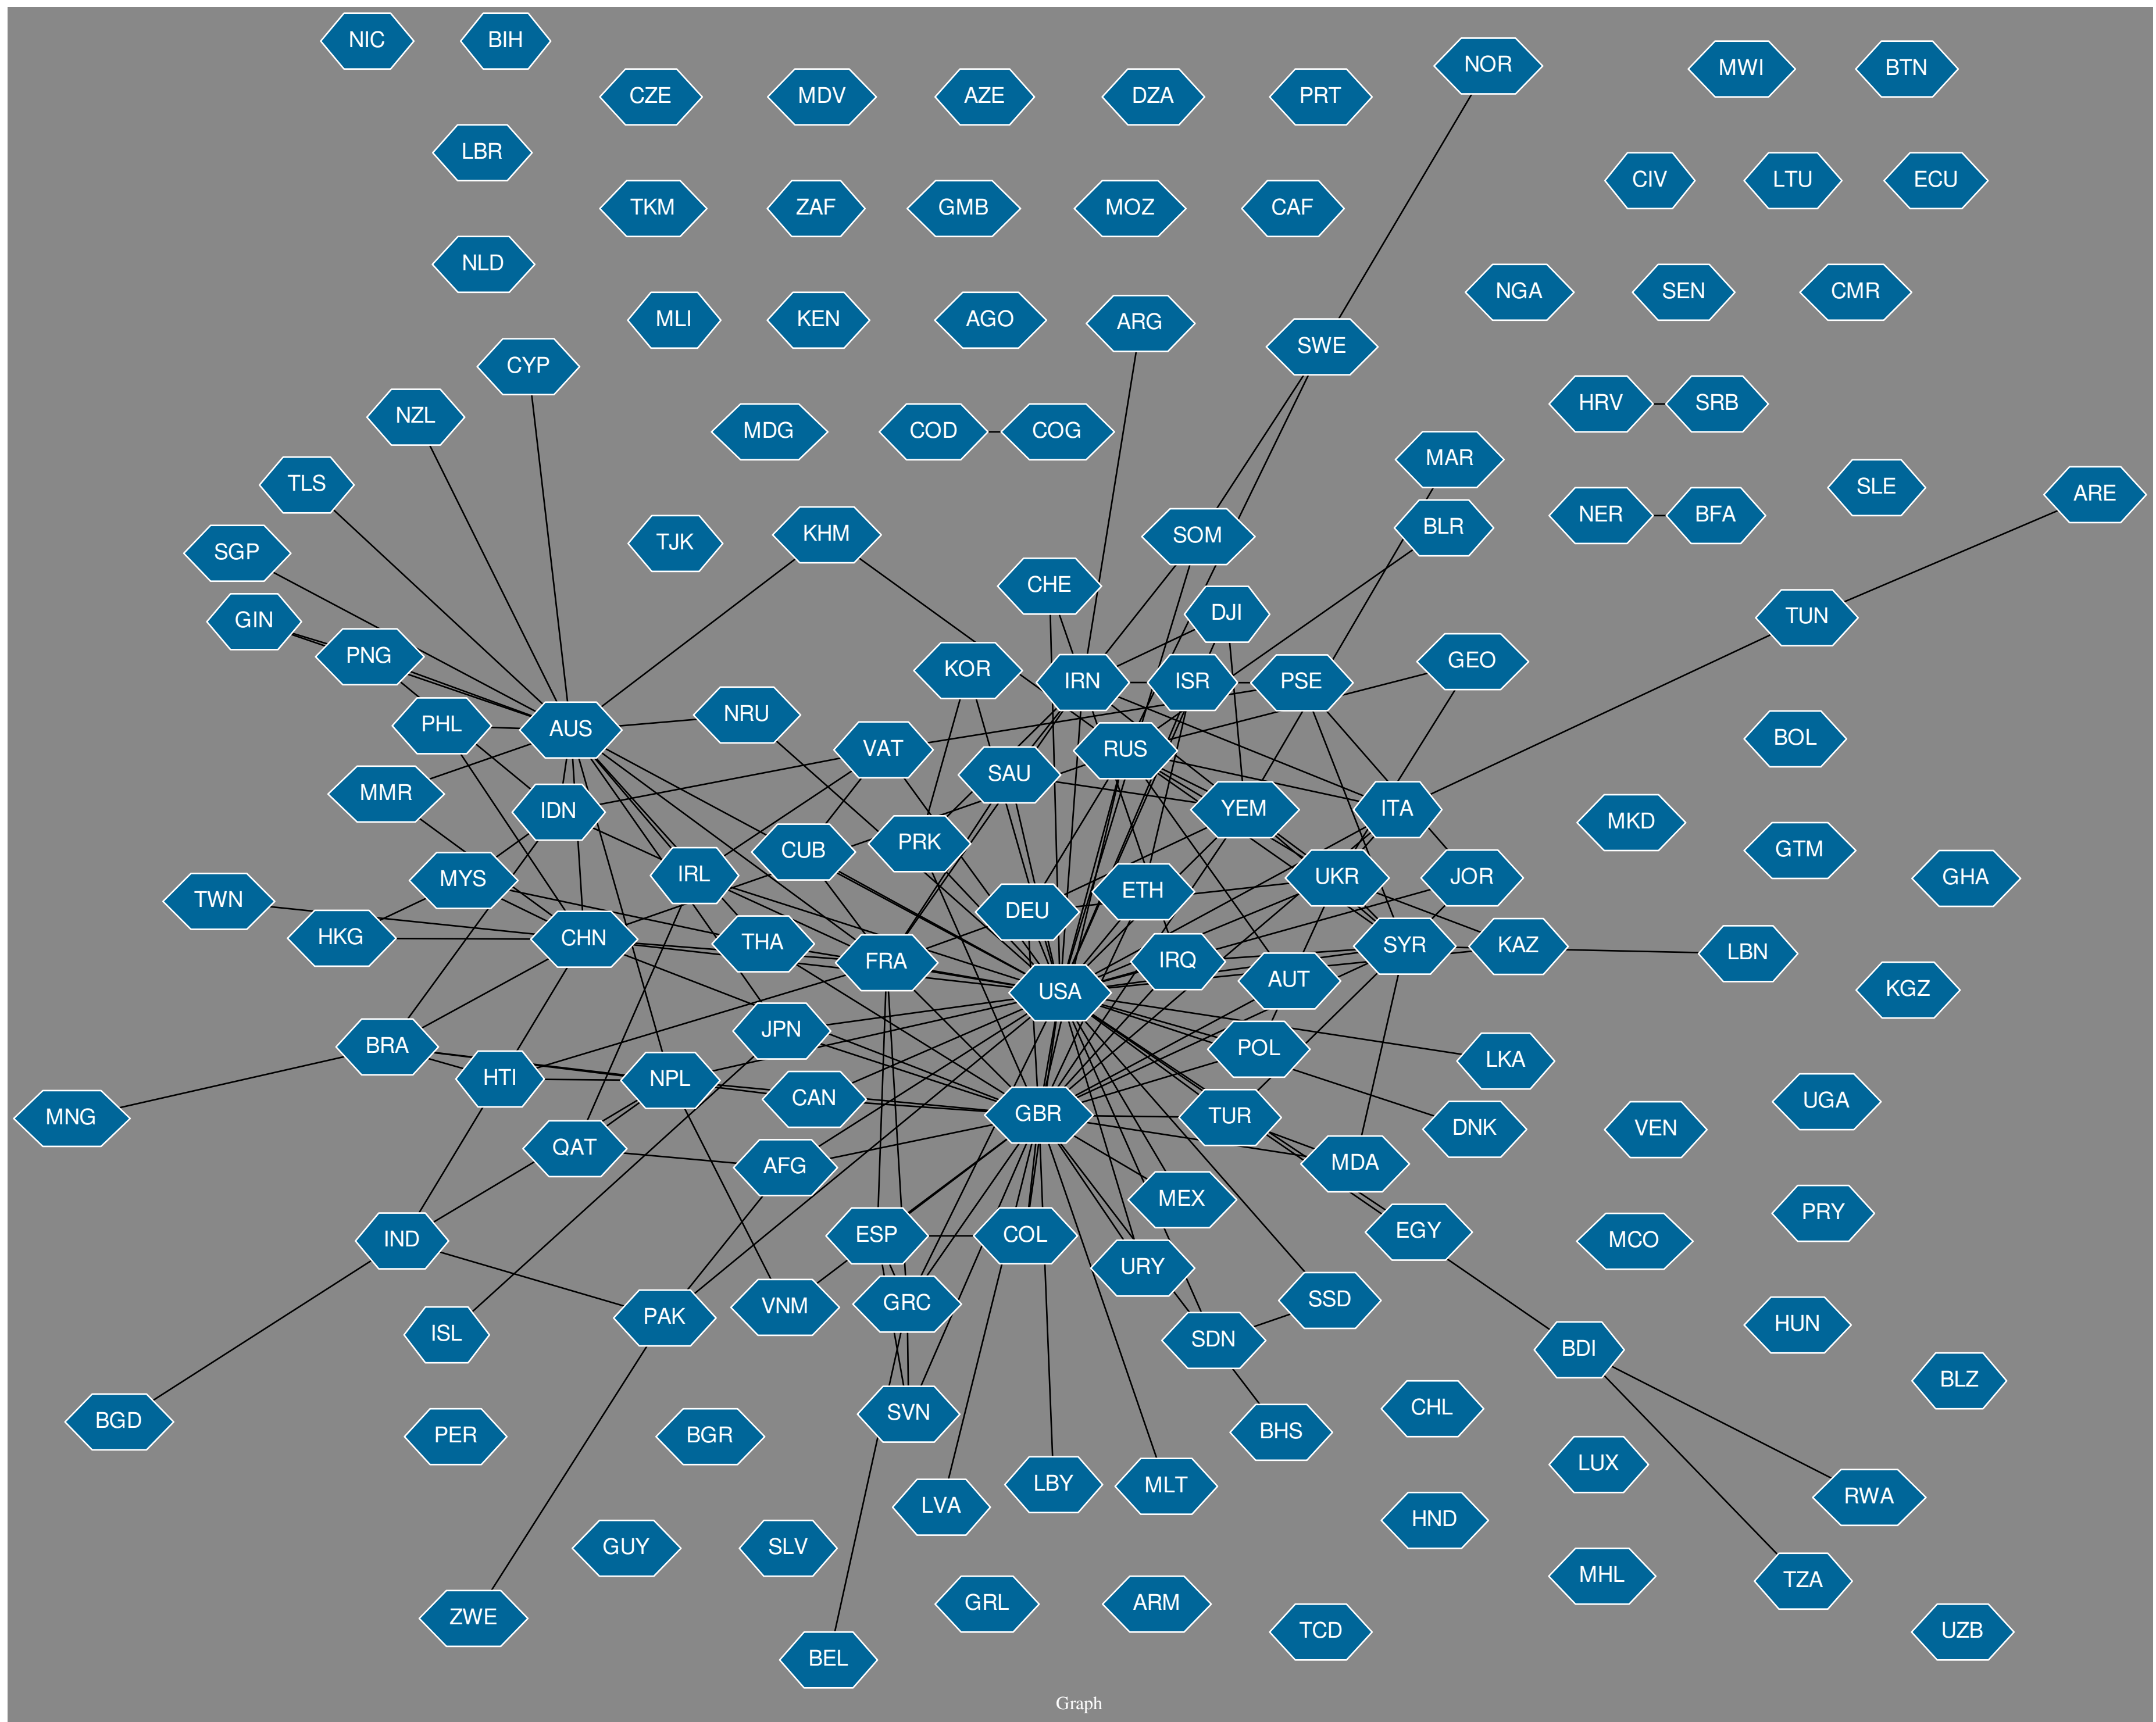 NIC
BIH
NOR
MWI
BTN
CZE
MDV
AZE
DZA
PRT
LBR
CIV
LTU
ECU
TKM
ZAF
GMB
MOZ
CAF
NLD
NGA
SEN
CMR
MLI
KEN
AGO
ARG
SWE
CYP
NZL
MDG
COD
COG
HRV
SRB
MAR
TLS
SLE
ARE
NER
BFA
BLR
SGP
TJK
KHM
SOM
CHE
GIN
DJI
TUN
PNG
KOR
IRN
ISR
PSE
GEO
PHL
AUS
NRU
VAT
RUS
BOL
MMR
IDN
SAU
YEM
ITA
MKD
CUB
PRK
GTM
MYS
IRL
ETH
UKR
JOR
GHA
TWN
HKG
CHN
THA
DEU
FRA
IRQ
SYR
KAZ
LBN
USA
AUT
KGZ
BRA
JPN
POL
LKA
HTI
NPL
CAN
UGA
MNG
GBR
TUR
DNK
VEN
QAT
AFG
MDA
MEX
PRY
IND
ESP
COL
EGY
MCO
URY
ISL
PAK
VNM
GRC
SSD
SDN
HUN
BDI
BLZ
BGD
SVN
CHL
PER
BGR
BHS
LUX
LVA
LBY
MLT
RWA
HND
GUY
SLV
MHL
TZA
ZWE
GRL
ARM
TCD
UZB
BEL
Graph